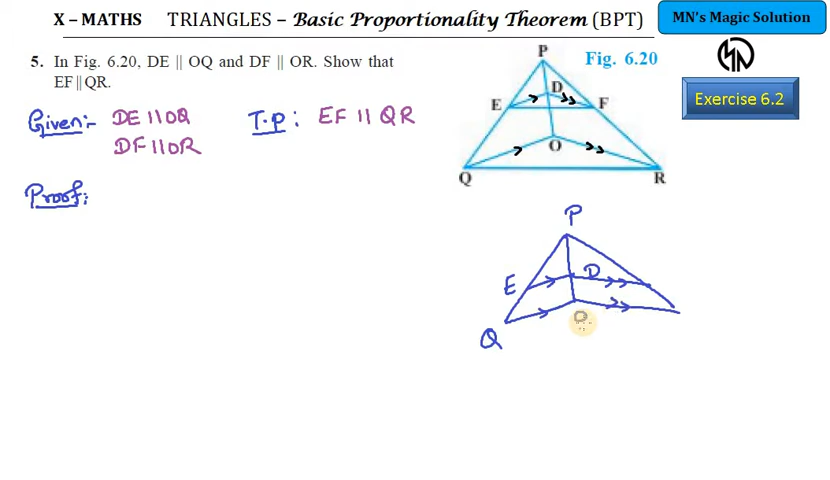 X – MATHS TRIANGLES – Basic Proportionality Theorem (BPT)
MN's Magic Solution
5. In Fig. 6.20, DE || OQ and DF || OR. Show that
EF || QR.
Fig. 6.20
Exercise 6.2
P
D
E F
O
Q R
Given:- DE || OQ
DF || OR
T.P: EF || QR
Proof:
P
E D
Q